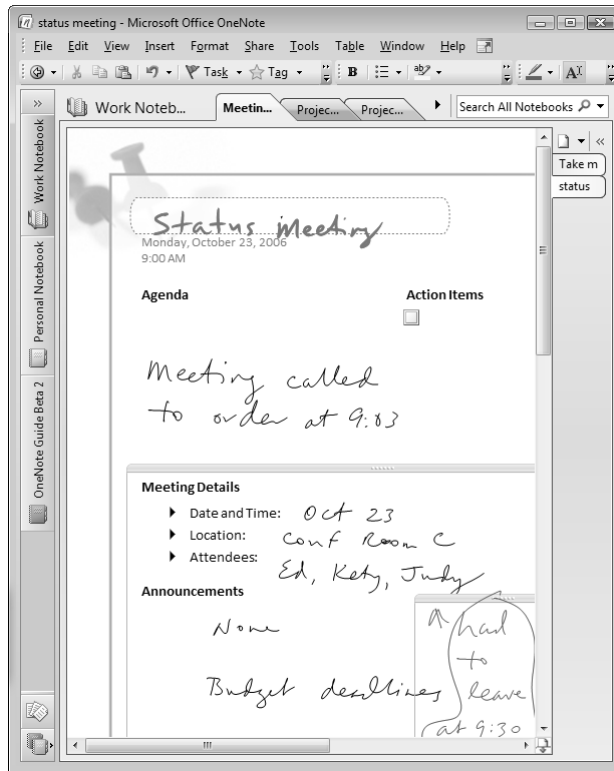 status meeting - Microsoft Office OneNote
File Edit View Insert Format Share Tools Table Window Help
Task Tag B ab A
Work Noteb... Meetin... Projec... Projec... Search All Notebooks
Work Notebook
Personal Notebook
OneNote Guide Beta 2
Take m
status
Status Meeting
Monday, October 23, 2006
9:00 AM
Agenda Action Items
Meeting called
to order at 9:03
Meeting Details
Date and Time: Oct 23
Location: Conf Room C
Attendees: Ed, Katy, Judy
Announcements
None
Budget deadlines
had
to
leave
at 9:30